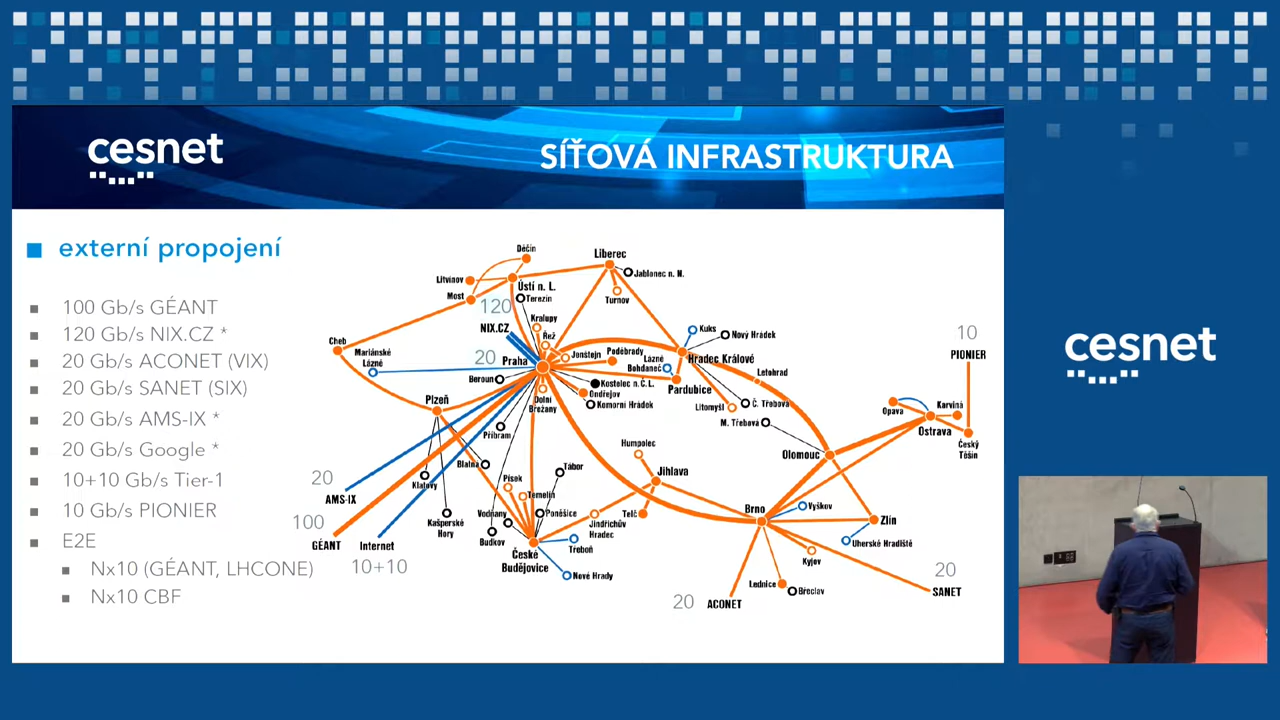 cesnet
SÍŤOVÁ INFRASTRUKTURA
externí propojení
100 Gb/s GÉANT
120 Gb/s NIX.CZ *
20 Gb/s ACONET (VIX)
20 Gb/s SANET (SIX)
20 Gb/s AMS-IX *
20 Gb/s Google *
10+10 Gb/s Tier-1
10 Gb/s PIONIER
E2E
Nx10 (GÉANT, LHCONE)
Nx10 CBF
Děčín
Liberec
Litvínov
Jablonec n. N.
Ústí n. L.
Most
Terezín
Turnov
120
Kralupy
NIX.CZ
Řež
Kuks
Nový Hrádek
10
Cheb
Mariánské
Lázně
20
Praha
Jonštejn
Poděbrady
Lázně
Bohdaneč
Hradec Králové
PIONIER
Beroun
Kostelec n.Č.L.
Letohrad
Ondřejov
Pardubice
Dolní
Břežany
Komorní Hrádek
Litomyšl
Č. Třebová
Plzeň
Opava
Karviná
Příbram
M. Třebová
Ostrava
Český
Těšín
Humpolec
Olomouc
Blatná
Tábor
Jihlava
Klatovy
Písek
20
AMS-IX
Temelín
Vodňany
Poněšice
Telč
Brno
Vyškov
Zlín
100
Kašperské
Hory
Jindřichův
Hradec
GÉANT
Internet
Budkov
České
Budějovice
Třeboň
Uherské Hradiště
10+10
Kyjov
Nové Hrady
20
Lednice
Břeclav
SANET
20
ACONET
cesnet